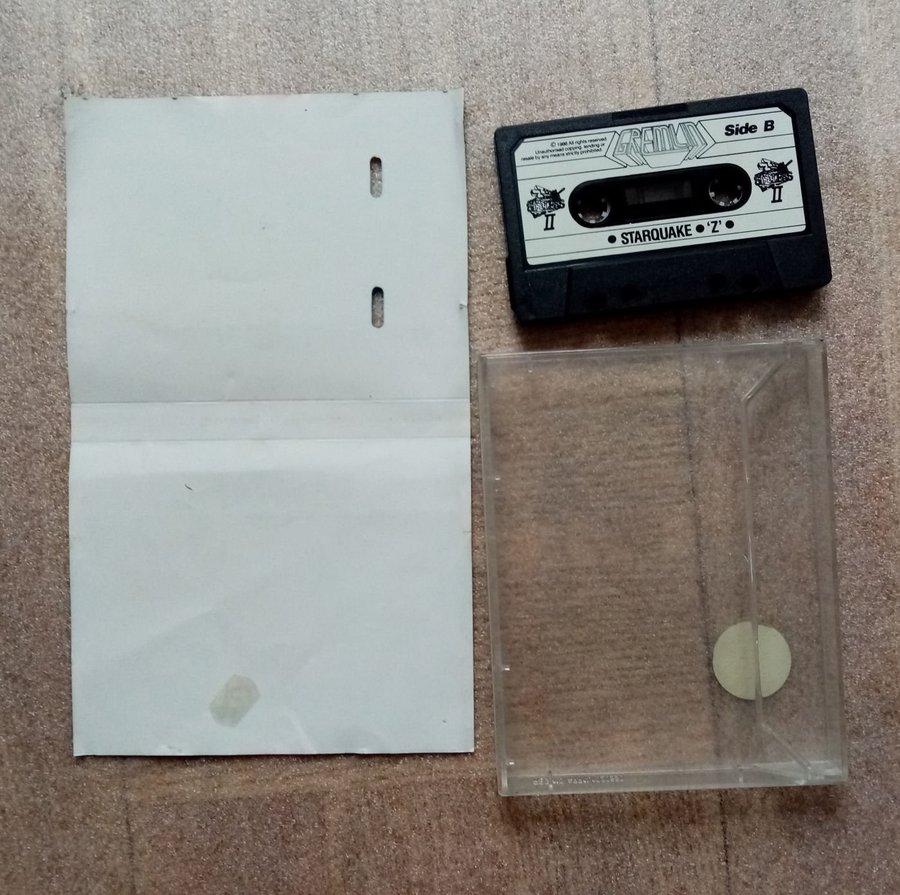 © 1986 All rights reserved
Unauthorised copying, lending or
resale by any means strictly prohibited.
GREMLIN
Side B
II
II
● STARQUAKE ● 'Z' ●